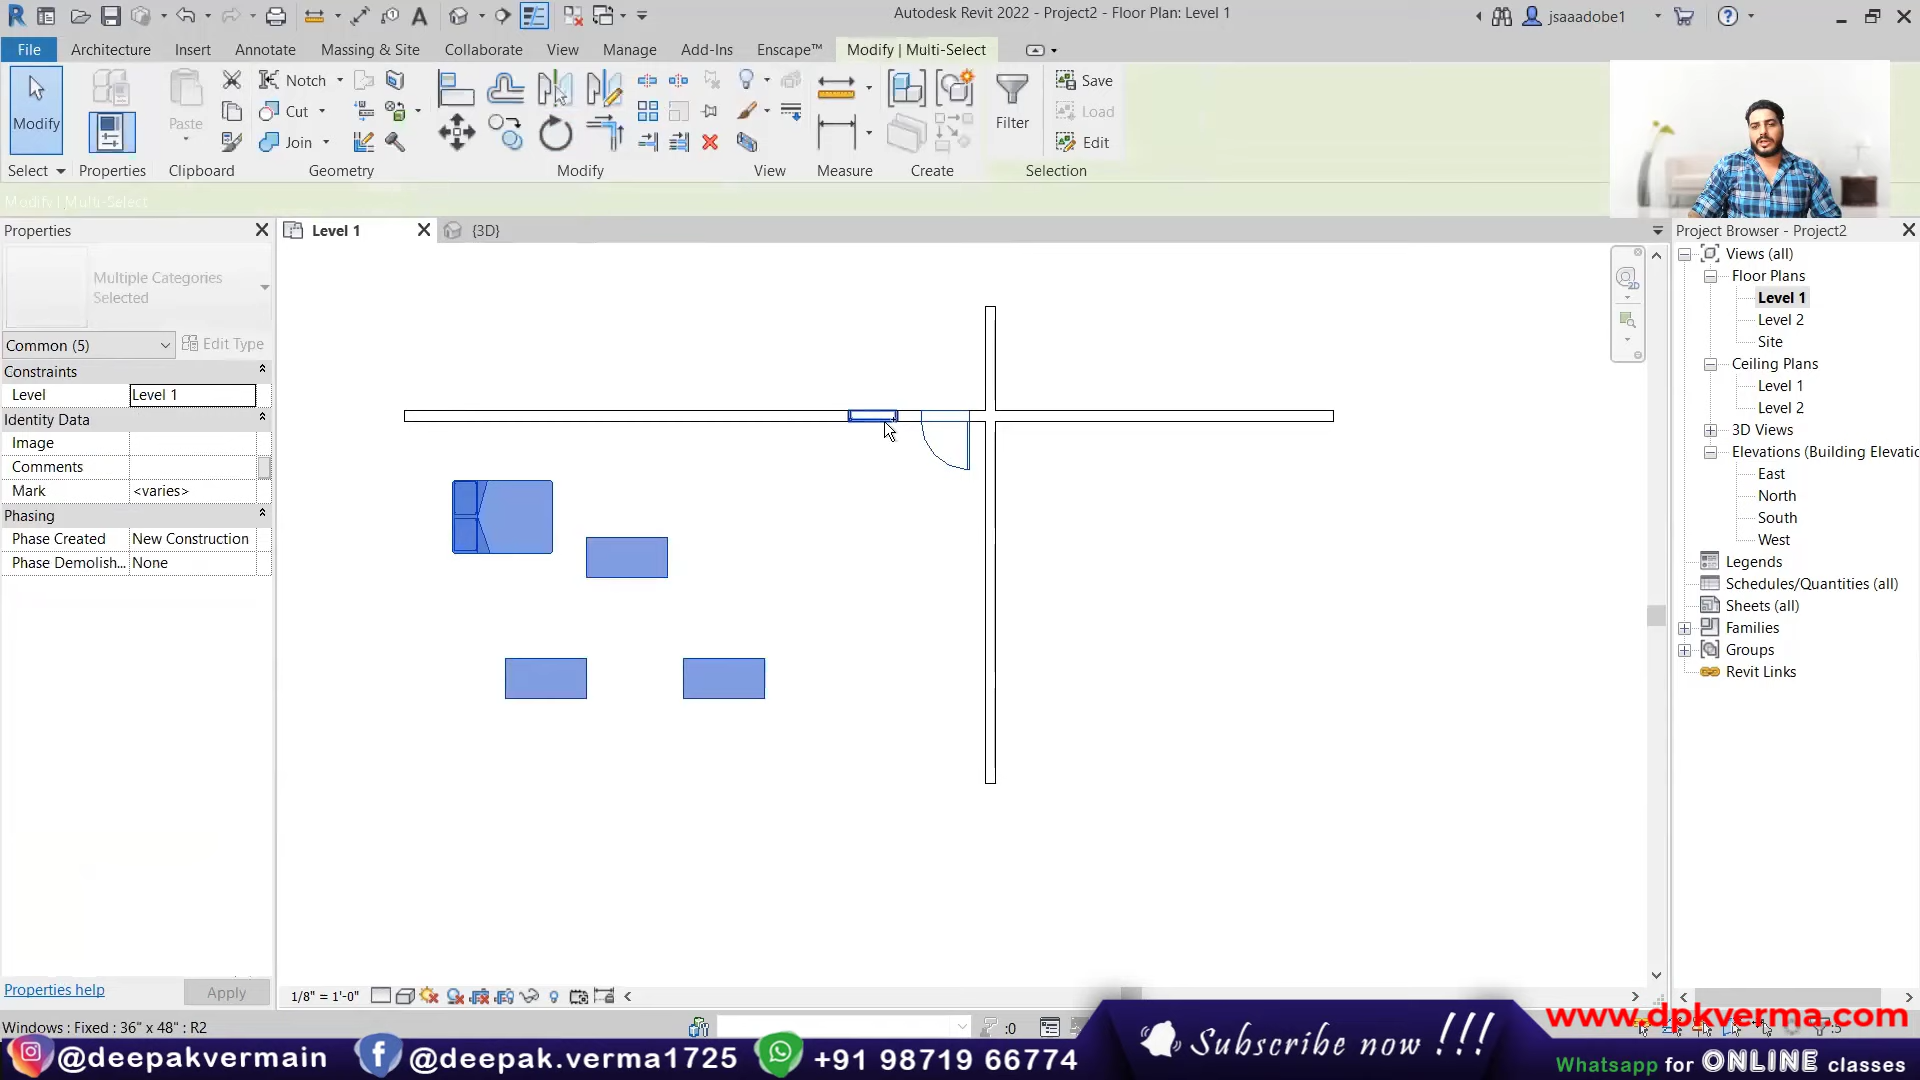 Autodesk Revit 2022 - Project2 - Floor Plan: Level 1
jsaaadobe1
File
Architecture
Insert
Annotate
Massing & Site
Collaborate
View
Manage
Add-Ins
Enscape™
Modify | Multi-Select
Modify
Paste
Notch
Cut
Join
Filter
Save
Load
Edit
Select
Properties
Clipboard
Geometry
Modify
View
Measure
Create
Selection
Modify | Multi-Select
Properties
Multiple Categories
Selected
Common (5)
Edit Type
Constraints
Level
Level 1
Identity Data
Image
Comments
Mark
<varies>
Phasing
Phase Created
New Construction
Phase Demolish...
None
Properties help
Apply
Level 1
{3D}
2D
1/8" = 1'-0"
Project Browser - Project2
Views (all)
Floor Plans
Level 1
Level 2
Site
Ceiling Plans
Level 1
Level 2
3D Views
Elevations (Building Elevatio
East
North
South
West
Legends
Schedules/Quantities (all)
Sheets (all)
Families
Groups
Revit Links
Windows : Fixed : 36" x 48" : R2
:0
:5
@deepakvermain
@deepak.verma1725
+91 98719 66774
Subscribe now !!!
www.dpkverma.com
Whatsapp for ONLINE classes